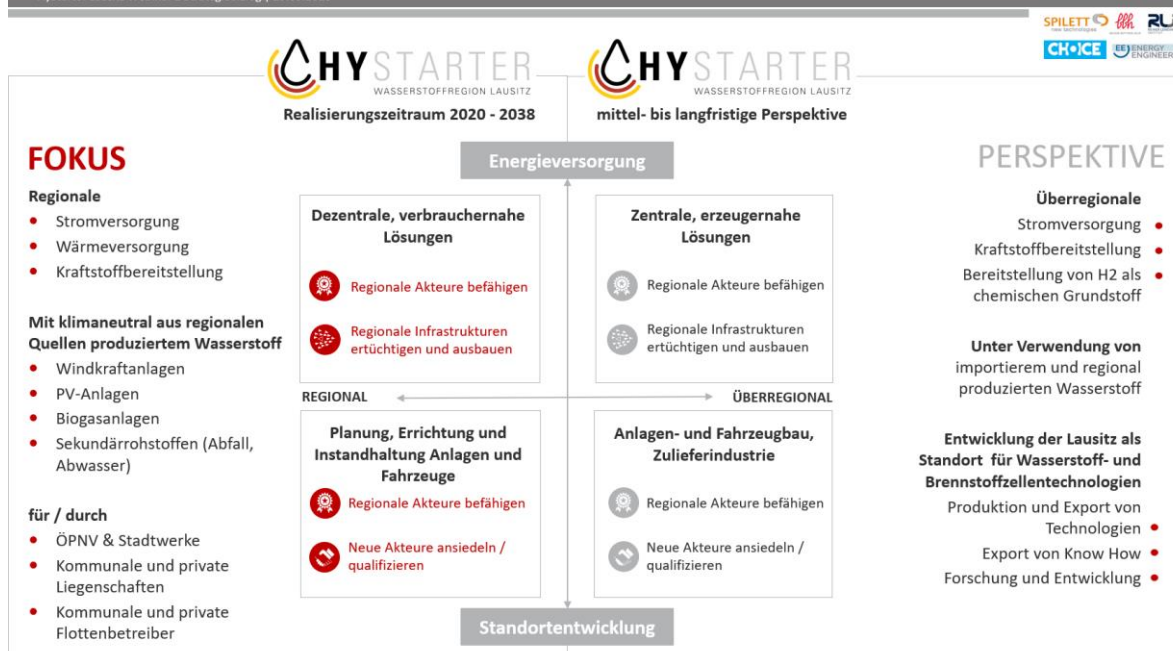 SPILETT
new technologies
CHOICE
EE ENERGY
ENGINEERS
HYSTARTER
WASSERSTOFFREGION LAUSITZ
Realisierungszeitraum 2020 - 2038
HYSTARTER
WASSERSTOFFREGION LAUSITZ
mittel- bis langfristige Perspektive
FOKUS
Regionale
Stromversorgung
Wärmeversorgung
Kraftstoffbereitstellung
Mit klimaneutral aus regionalen
Quellen produziertem Wasserstoff
Windkraftanlagen
PV-Anlagen
Biogasanlagen
Sekundärrohstoffen (Abfall,
Abwasser)
für / durch
ÖPNV & Stadtwerke
Kommunale und private
Liegenschaften
Kommunale und private
Flottenbetreiber
Energieversorgung
Dezentrale, verbrauchernahe
Lösungen
Regionale Akteure befähigen
Regionale Infrastrukturen
ertüchtigen und ausbauen
Zentrale, erzeugernahe
Lösungen
Regionale Akteure befähigen
Regionale Infrastrukturen
ertüchtigen und ausbauen
REGIONAL
ÜBERREGIONAL
Planung, Errichtung und
Instandhaltung Anlagen und
Fahrzeuge
Regionale Akteure befähigen
Neue Akteure ansiedeln /
qualifizieren
Anlagen- und Fahrzeugbau,
Zulieferindustrie
Regionale Akteure befähigen
Neue Akteure ansiedeln /
qualifizieren
Standortentwicklung
PERSPEKTIVE
Überregionale
Stromversorgung
Kraftstoffbereitstellung
Bereitstellung von H2 als
chemischen Grundstoff
Unter Verwendung von
importierem und regional
produzierten Wasserstoff
Entwicklung der Lausitz als
Standort für Wasserstoff- und
Brennstoffzellentechnologien
Produktion und Export von
Technologien
Export von Know How
Forschung und Entwicklung